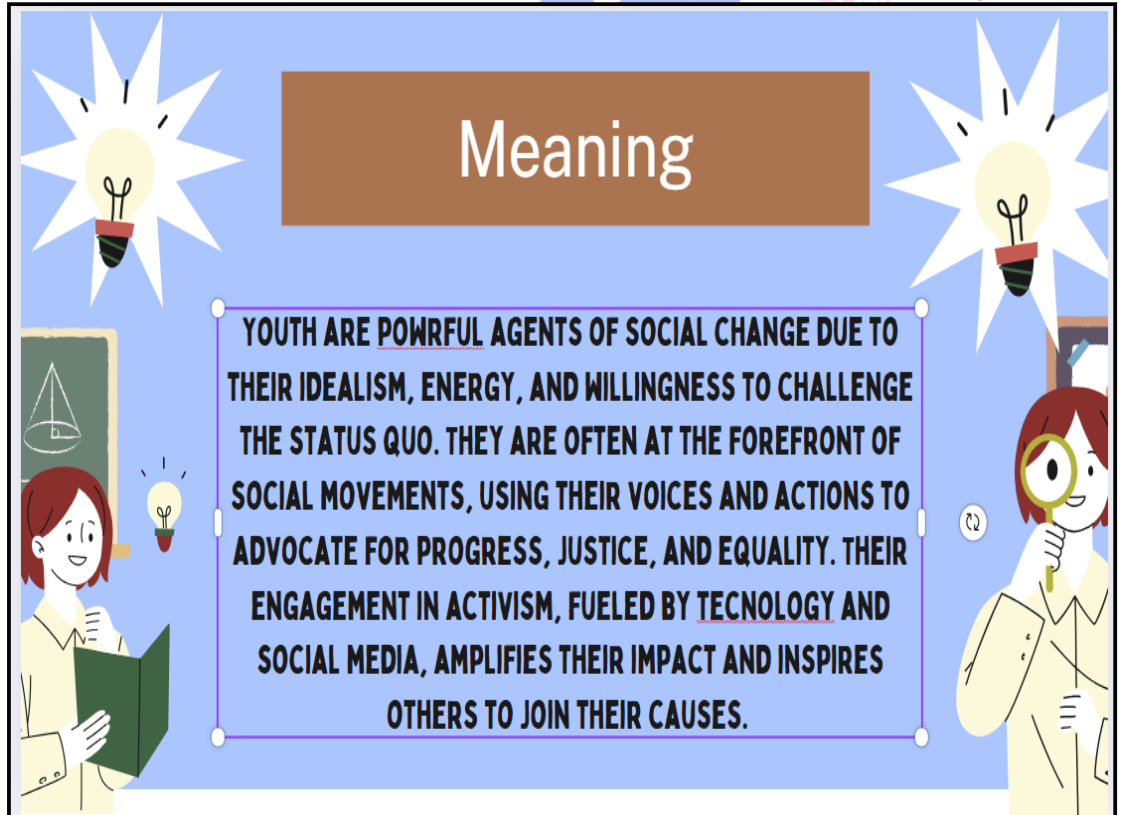 Meaning
YOUTH ARE POWRFUL AGENTS OF SOCIAL CHANGE DUE TO
THEIR IDEALISM, ENERGY, AND WILLINGNESS TO CHALLENGE
THE STATUS QUO. THEY ARE OFTEN AT THE FOREFRONT OF
SOCIAL MOVEMENTS, USING THEIR VOICES AND ACTIONS TO
ADVOCATE FOR PROGRESS, JUSTICE, AND EQUALITY. THEIR
ENGAGEMENT IN ACTIVISM, FUELED BY TECNOLOGY AND
SOCIAL MEDIA, AMPLIFIES THEIR IMPACT AND INSPIRES
OTHERS TO JOIN THEIR CAUSES.